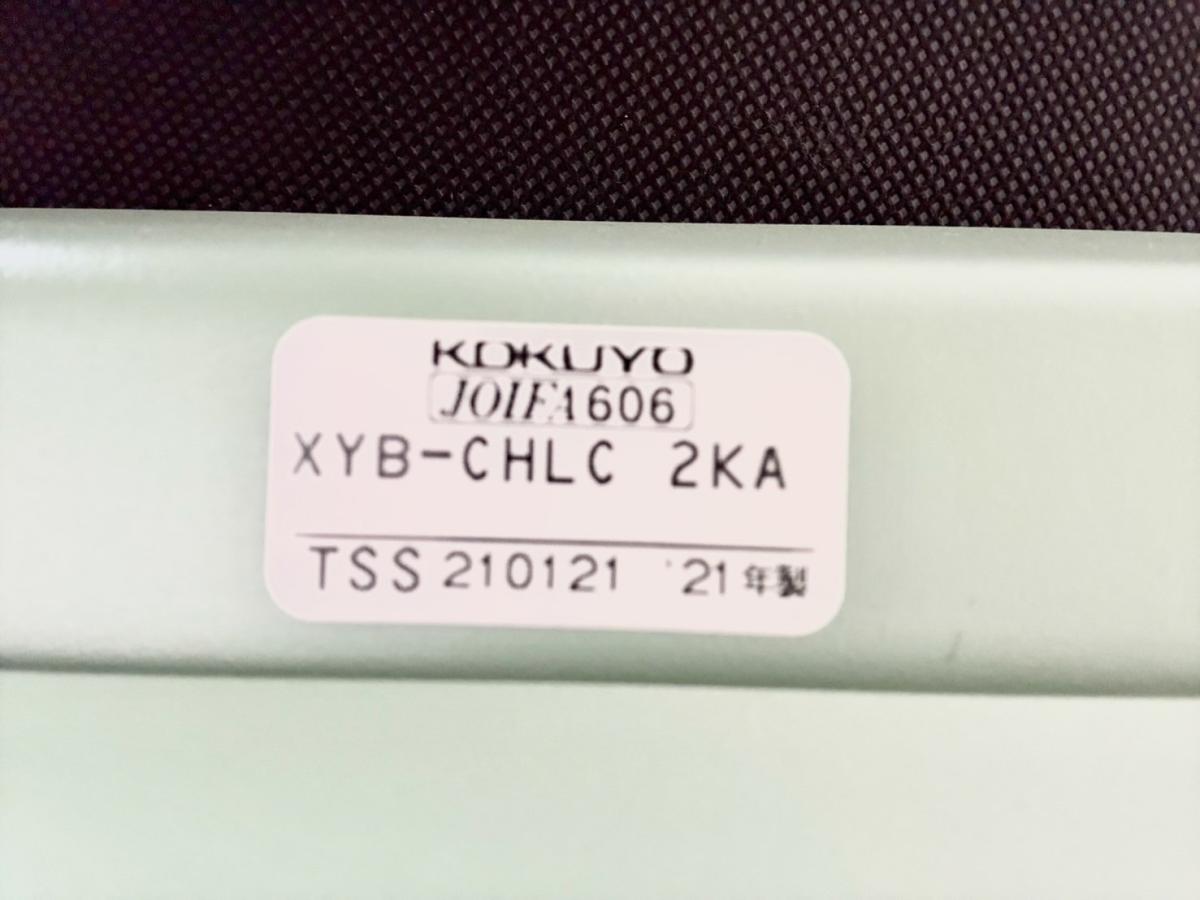 KOKUYO
JOIFA606
XYB-CHLC 2KA
TSS 210121 '21年製